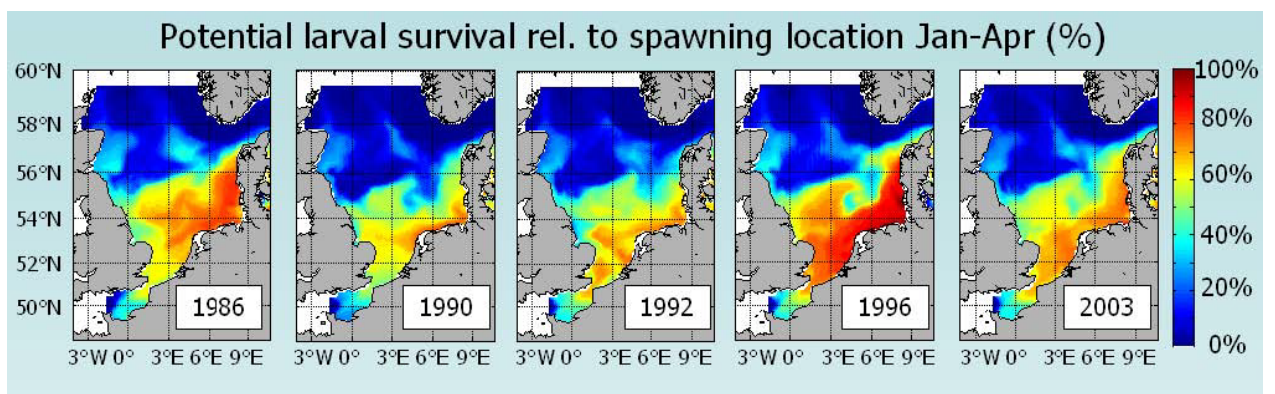 Potential larval survival rel. to spawning location Jan-Apr (%)
60°N
58°N
56°N
54°N
52°N
50°N
1986
1990
1992
1996
2003
3°W 0° 3°E 6°E 9°E
3°W 0° 3°E 6°E 9°E
3°W 0° 3°E 6°E 9°E
3°W 0° 3°E 6°E 9°E
3°W 0° 3°E 6°E 9°E
100%
80%
60%
40%
20%
0%